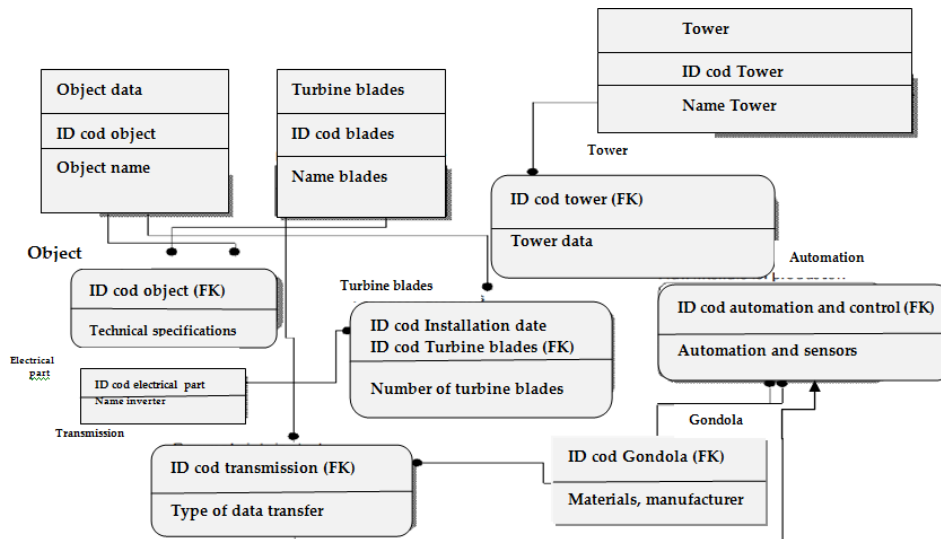 Tower
ID cod Tower
Name Tower
Object data
ID cod object
Object name
Turbine blades
ID cod blades
Name blades
Tower
ID cod tower (FK)
Tower data
Object
ID cod object (FK)
Technical specifications
Turbine blades
ID cod Installation date
ID cod Turbine blades (FK)
Number of turbine blades
Automation
ID cod automation and control (FK)
Automation and sensors
Electrical
part
ID cod electrical part
Name inverter
Transmission
ID cod transmission (FK)
Type of data transfer
Gondola
ID cod Gondola (FK)
Materials, manufacturer